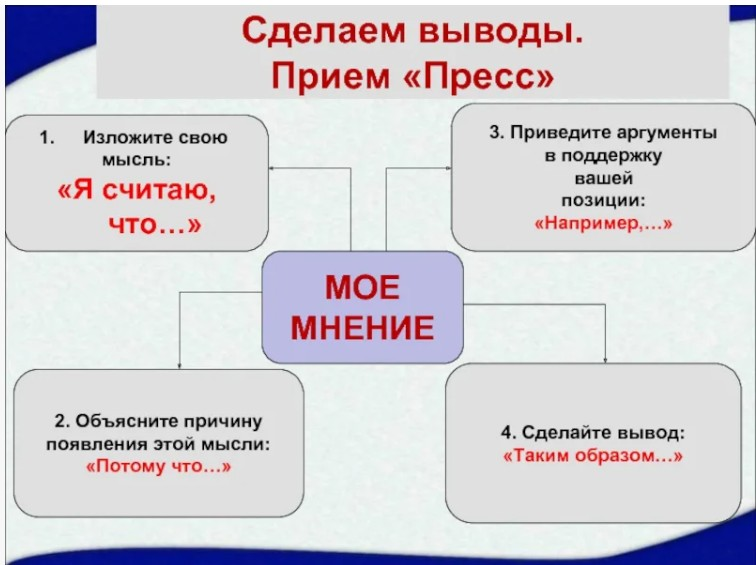 Сделаем выводы.
Прием «Пресс»
1. Изложите свою
мысль:
«Я считаю,
что…»
3. Приведите аргументы
в поддержку
вашей
позиции:
«Например,…»
МОЕ
МНЕНИЕ
2. Объясните причину
появления этой мысли:
«Потому что…»
4. Сделайте вывод:
«Таким образом…»